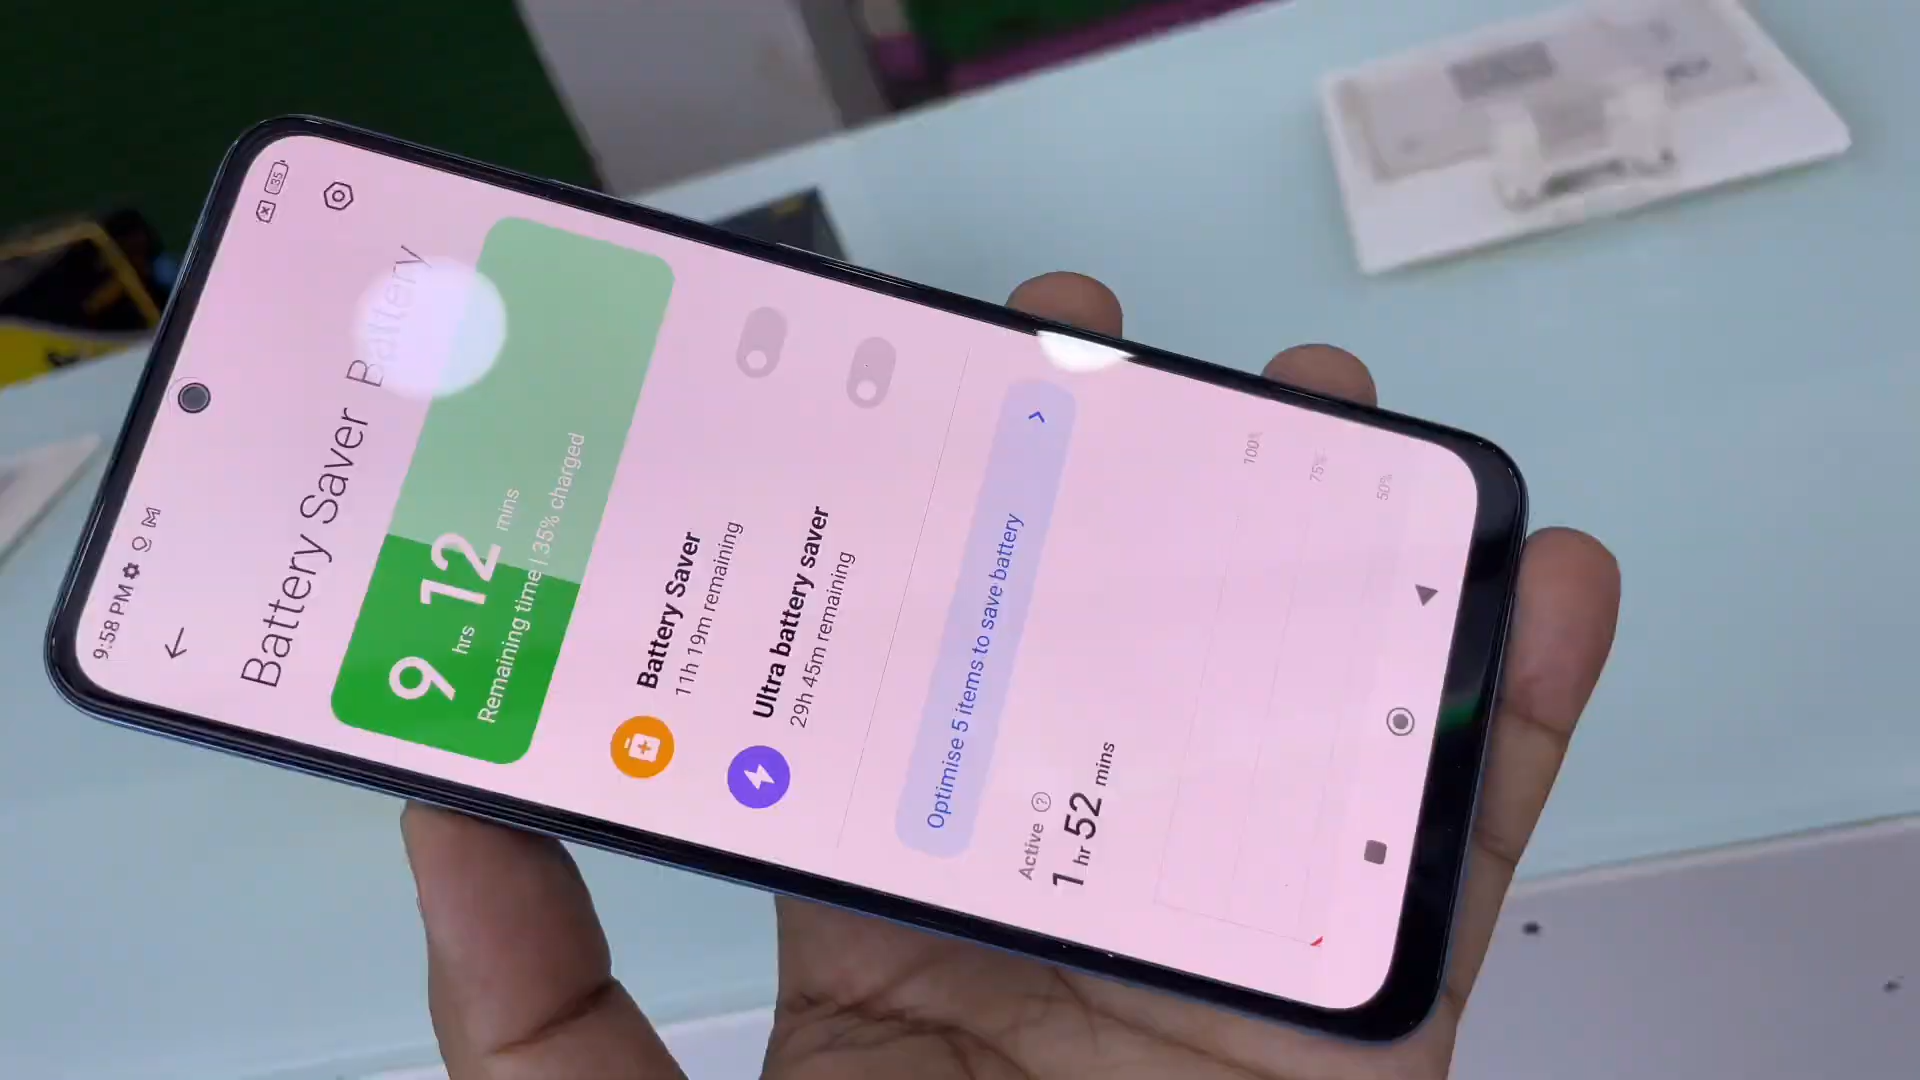 9:58 PM
35
Battery Saver Battery
9 hrs 12 mins
Remaining time | 35% charged
Battery Saver
11h 19m remaining
Ultra battery saver
29h 45m remaining
Optimise 5 items to save battery
Active ?
1 hr 52 mins
100%
75%
50%